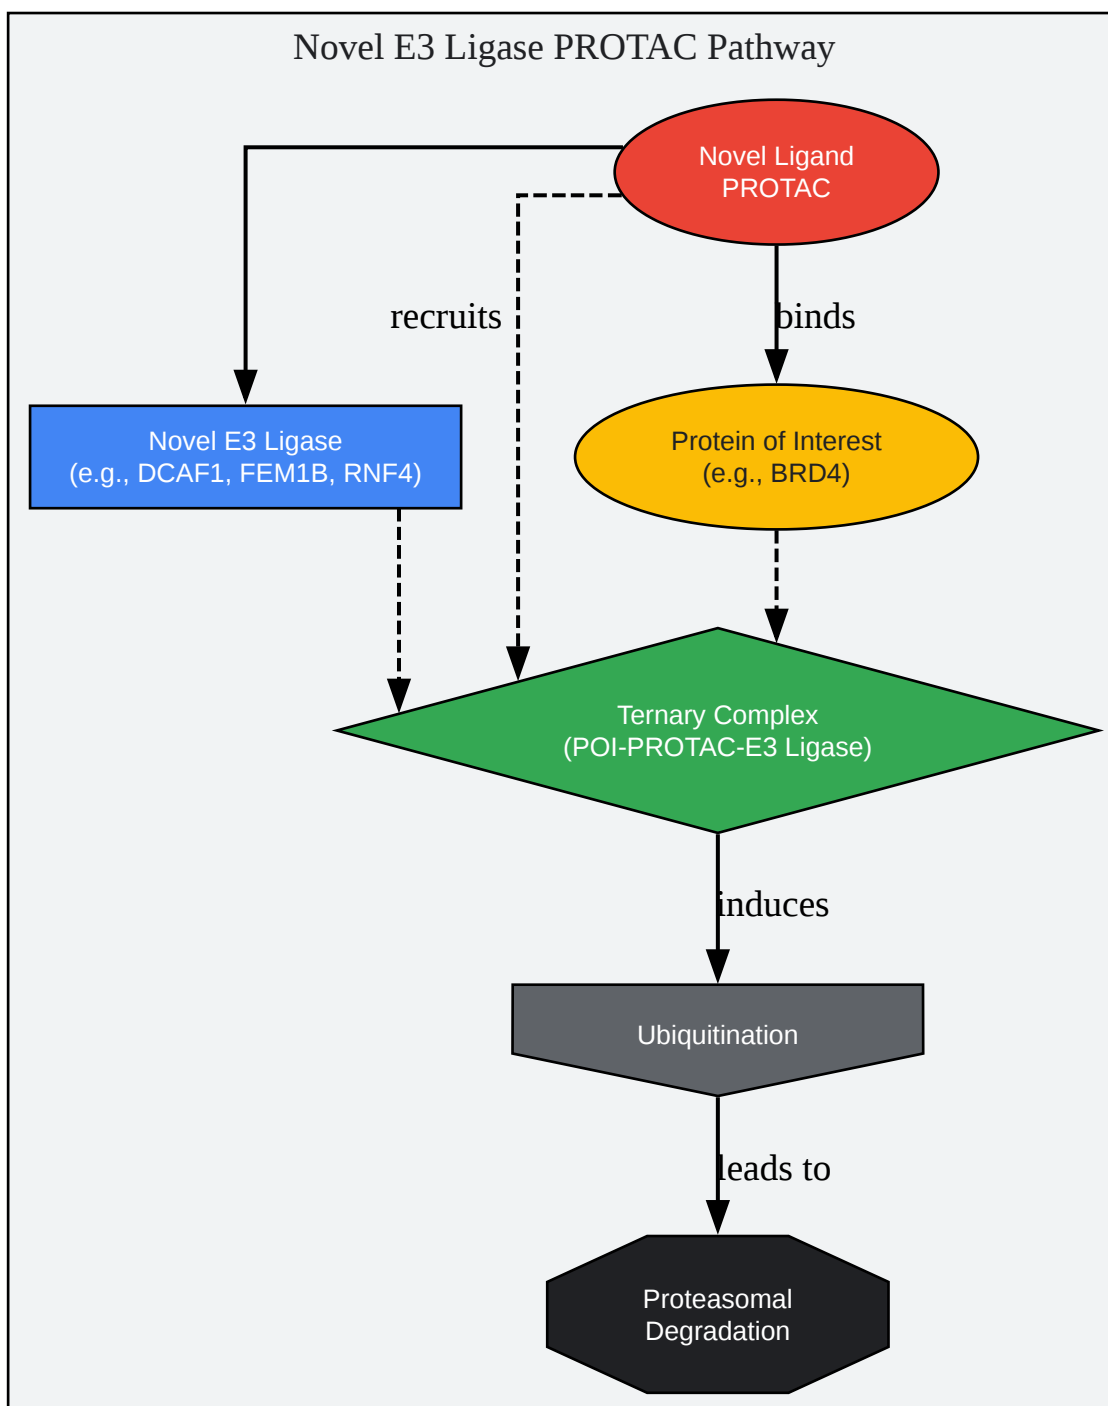 Novel E3 Ligase PROTAC Pathway
Novel Ligand
PROTAC
recruits
binds
Novel E3 Ligase
(e.g., DCAF1, FEM1B, RNF4)
Protein of Interest
(e.g., BRD4)
Ternary Complex
(POI-PROTAC-E3 Ligase)
induces
Ubiquitination
leads to
Proteasomal
Degradation